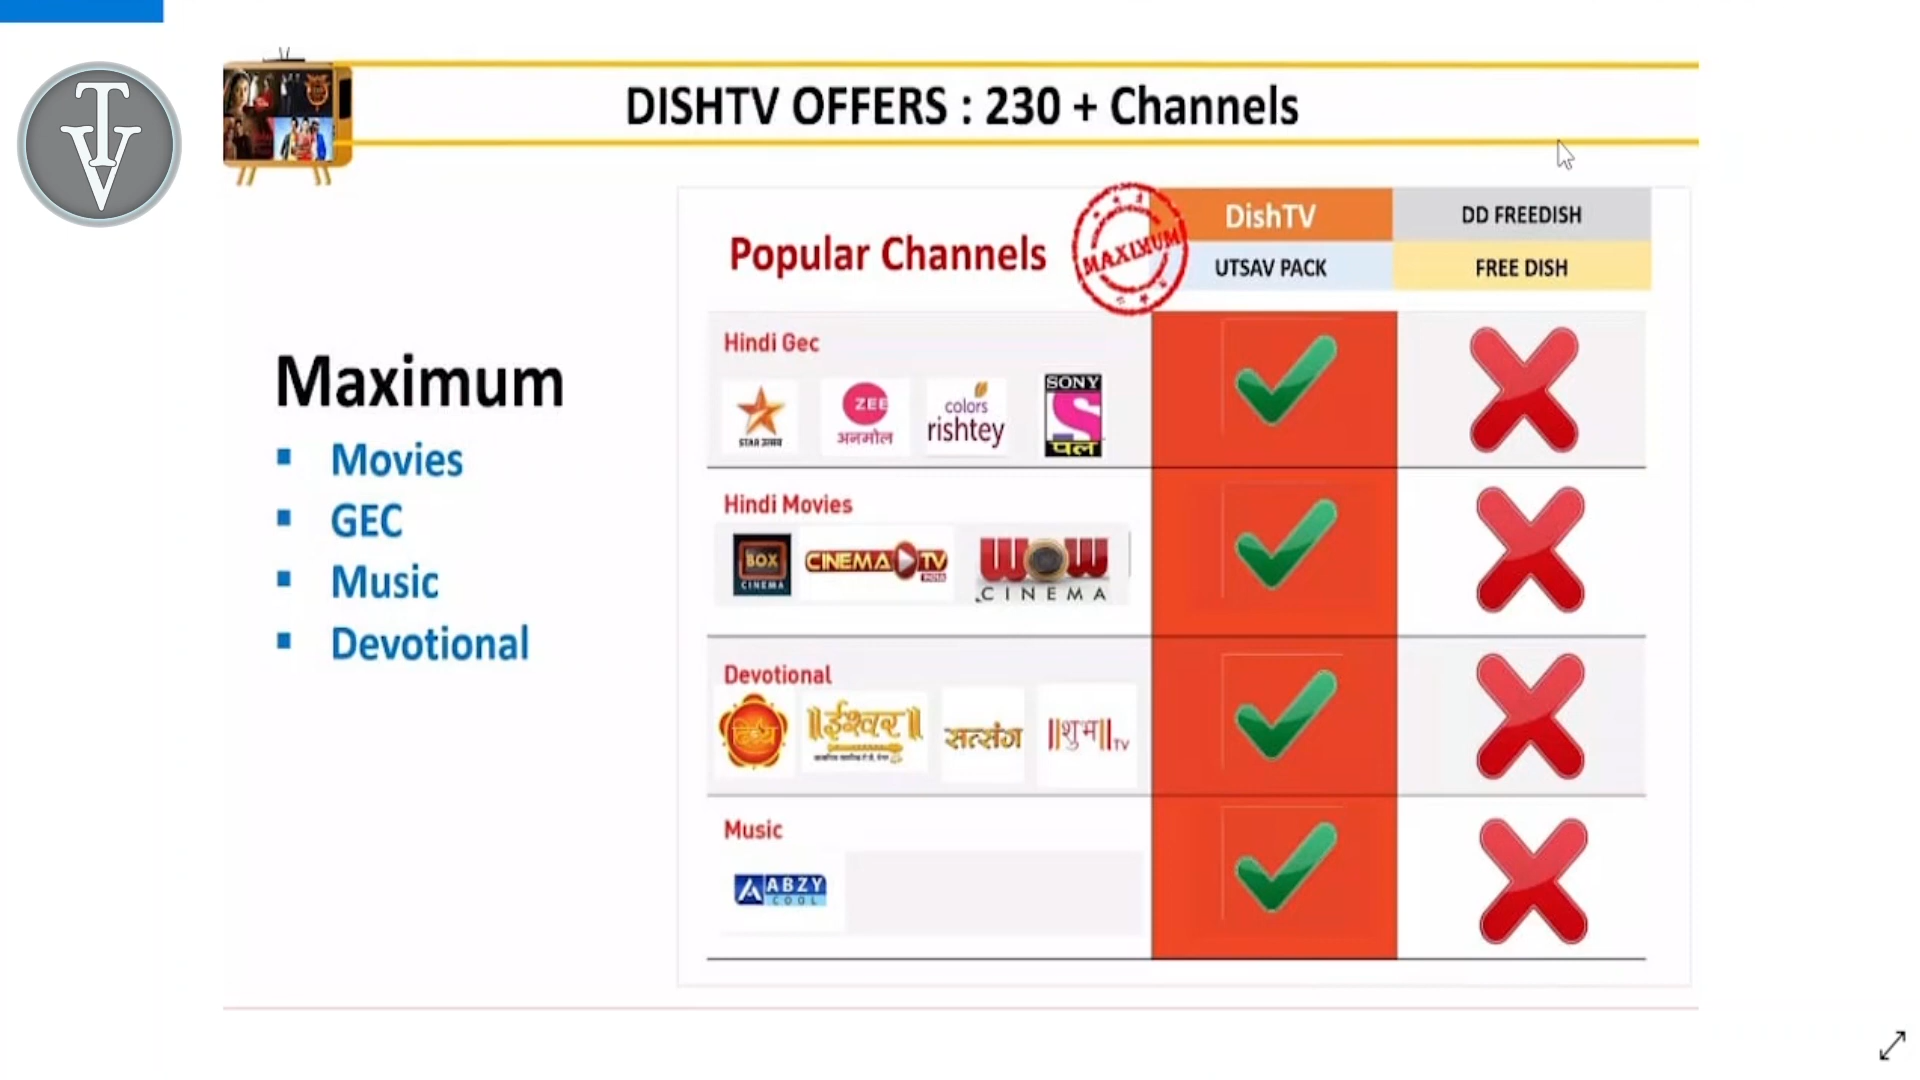 TV
DISHTV OFFERS : 230 + Channels
Popular Channels
MAXIMUM
DishTV
DD FREEDISH
UTSAV PACK
FREE DISH
Maximum
Movies
GEC
Music
Devotional
Hindi Gec
STAR उत्सव
ZEE
अनमोल
colors
rishtey
SONY
S
पल
Hindi Movies
BOX
CINEMA
CINEMA TV
INDIA
WOW
CINEMA
Devotional
दिव्य
॥ईश्वर॥
सत्संग
||शुभ|| TV
Music
A ABZY
COOL